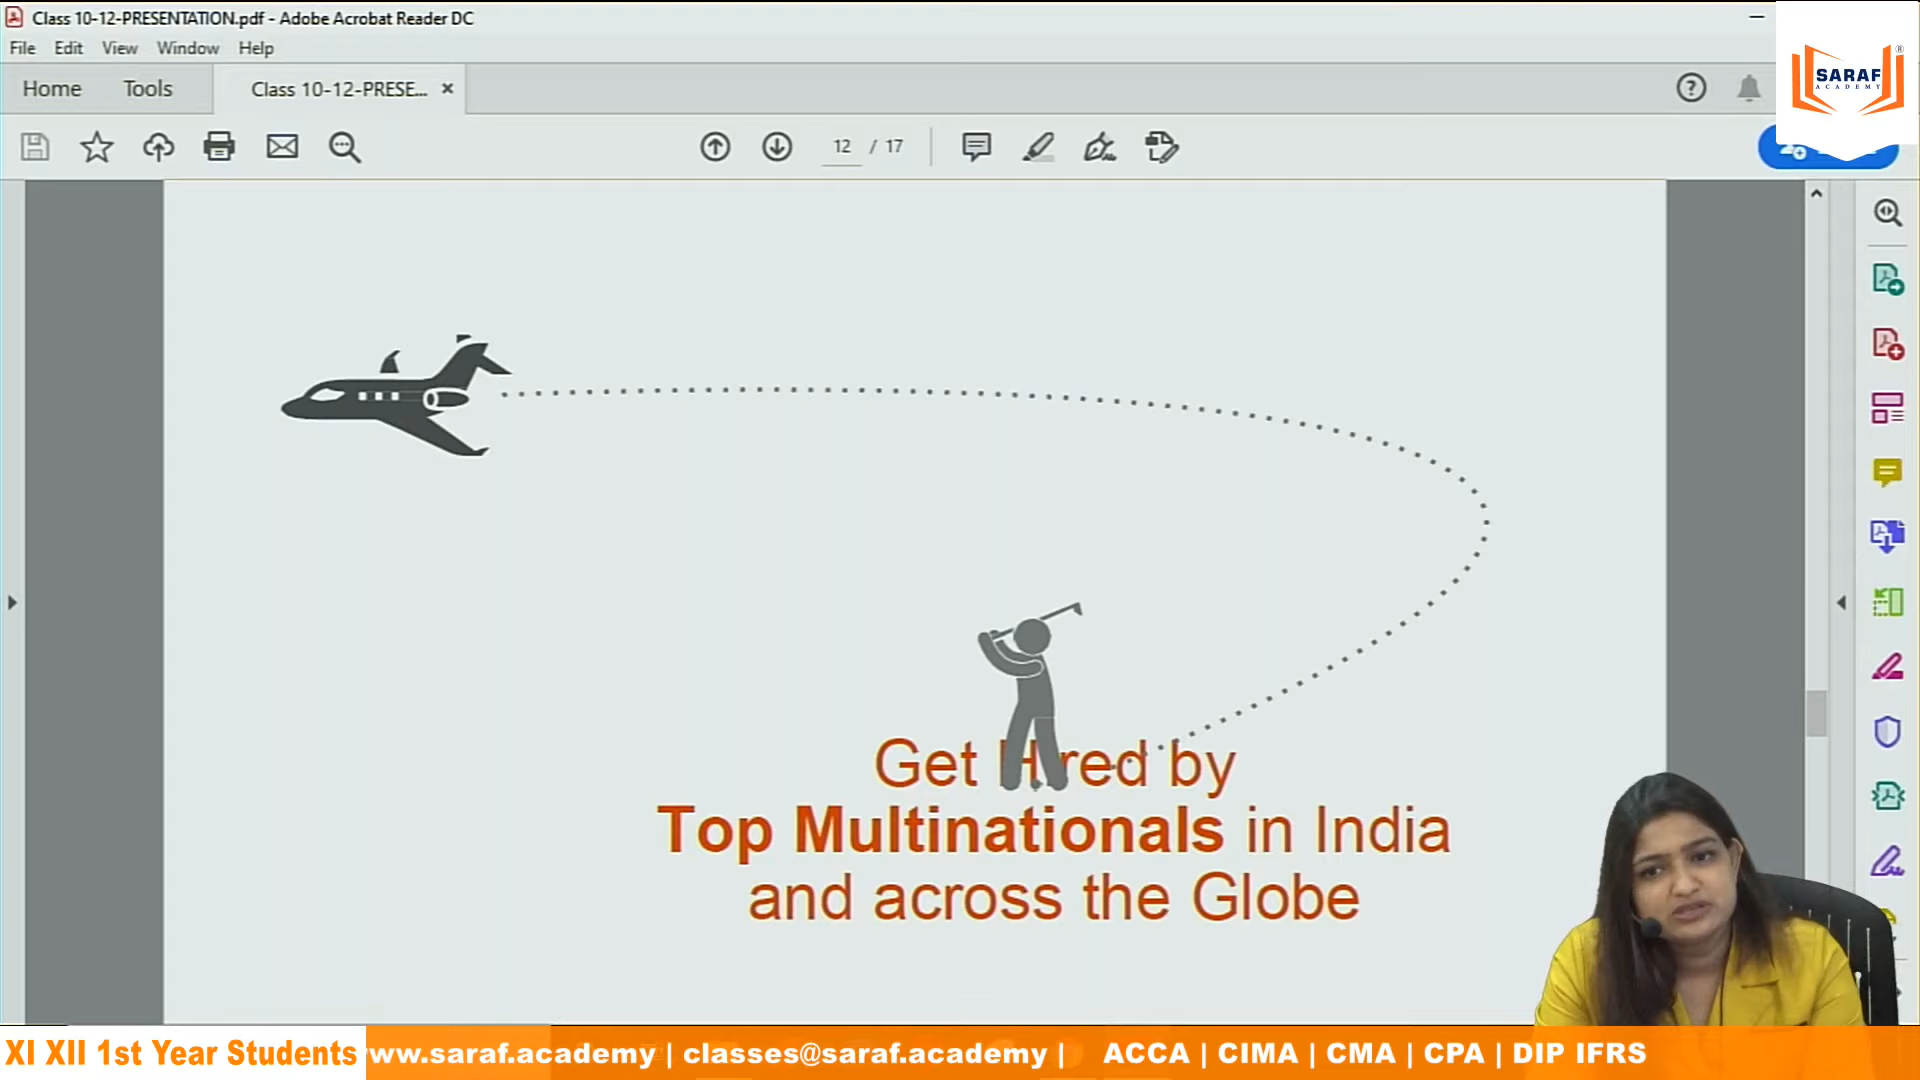 Class 10-12-PRESENTATION.pdf - Adobe Acrobat Reader DC
File Edit View Window Help
Home Tools Class 10-12-PRESE...
SARAF
ACADEMY
12 / 17
Get Hired by
Top Multinationals in India
and across the Globe
XI XII 1st Year Students www.saraf.academy | classes@saraf.academy | ACCA | CIMA | CMA | CPA | DIP IFRS